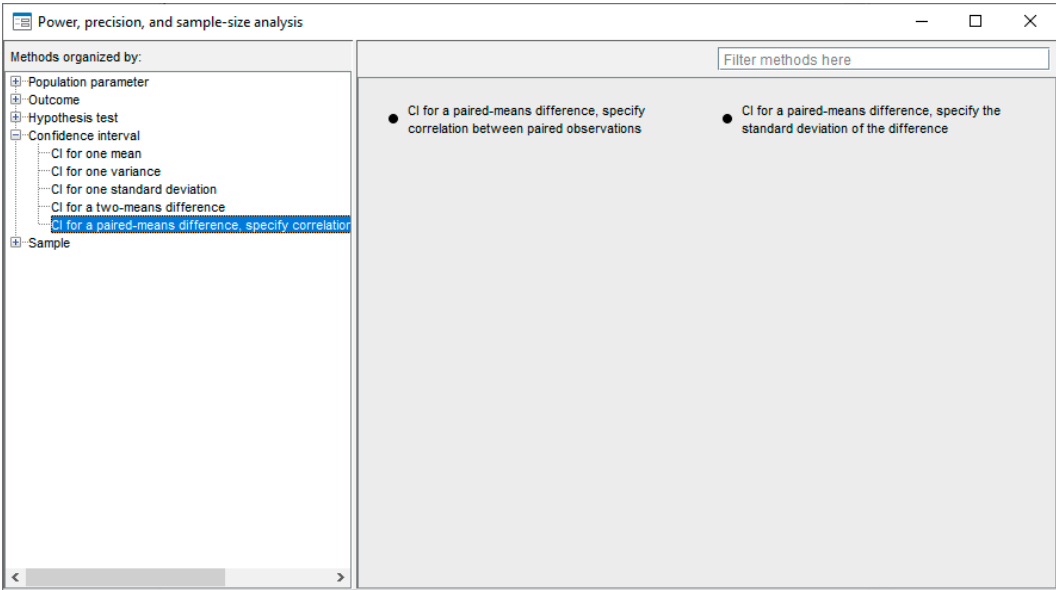 Power, precision, and sample-size analysis
Methods organized by:
Filter methods here
Population parameter
Outcome
Hypothesis test
Confidence interval
CI for one mean
CI for one variance
CI for one standard deviation
CI for a two-means difference
CI for a paired-means difference, specify correlation
Sample
CI for a paired-means difference, specify
correlation between paired observations
CI for a paired-means difference, specify the
standard deviation of the difference